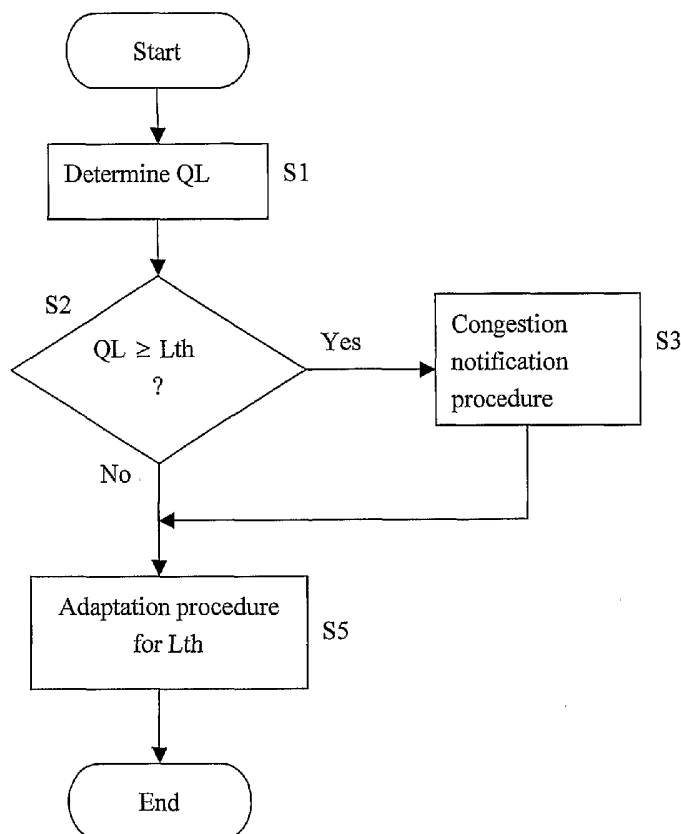 Start
Determine QL
S1
S2
QL ≥ Lth
?
Yes
Congestion
notification
procedure
S3
No
Adaptation procedure
for Lth
S5
End